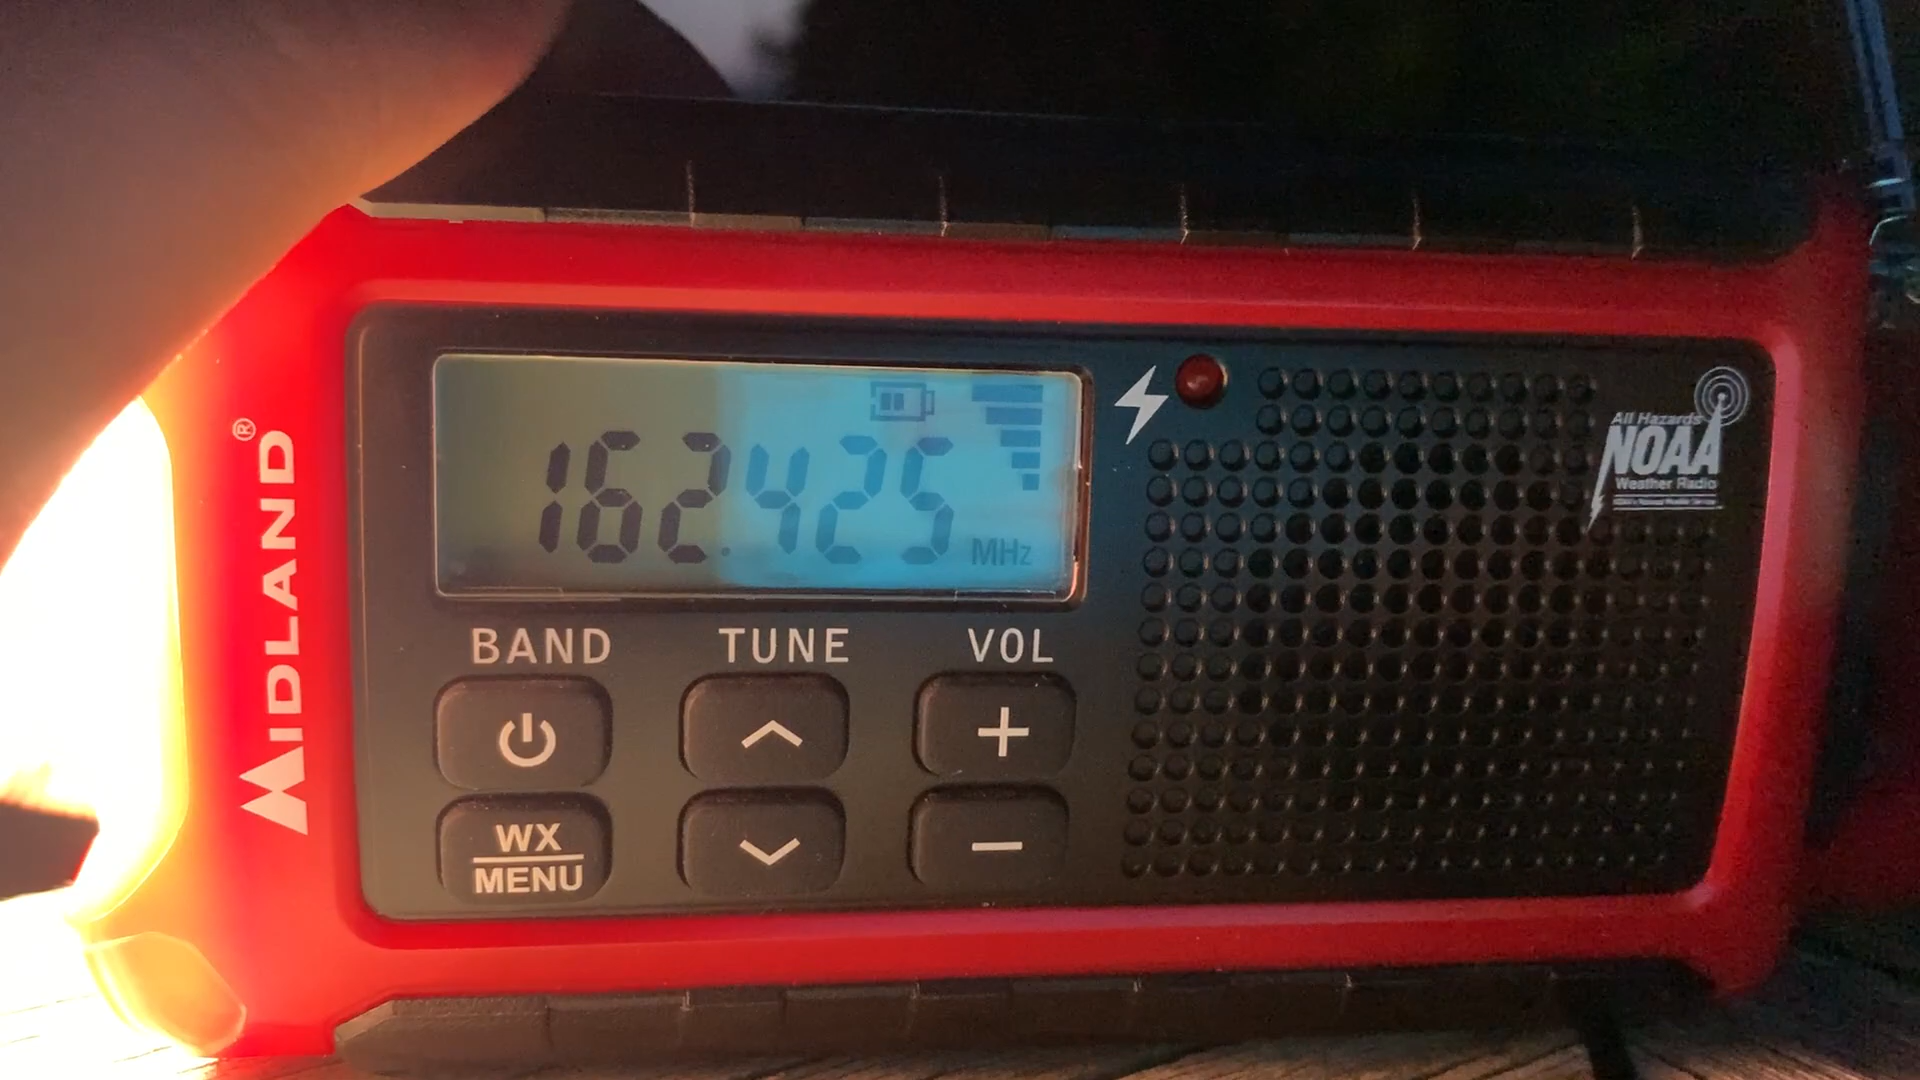 MIDLAND®
162.425
MHz
BAND
TUNE
VOL
WX
MENU
All Hazards
NOAA
Weather Radio